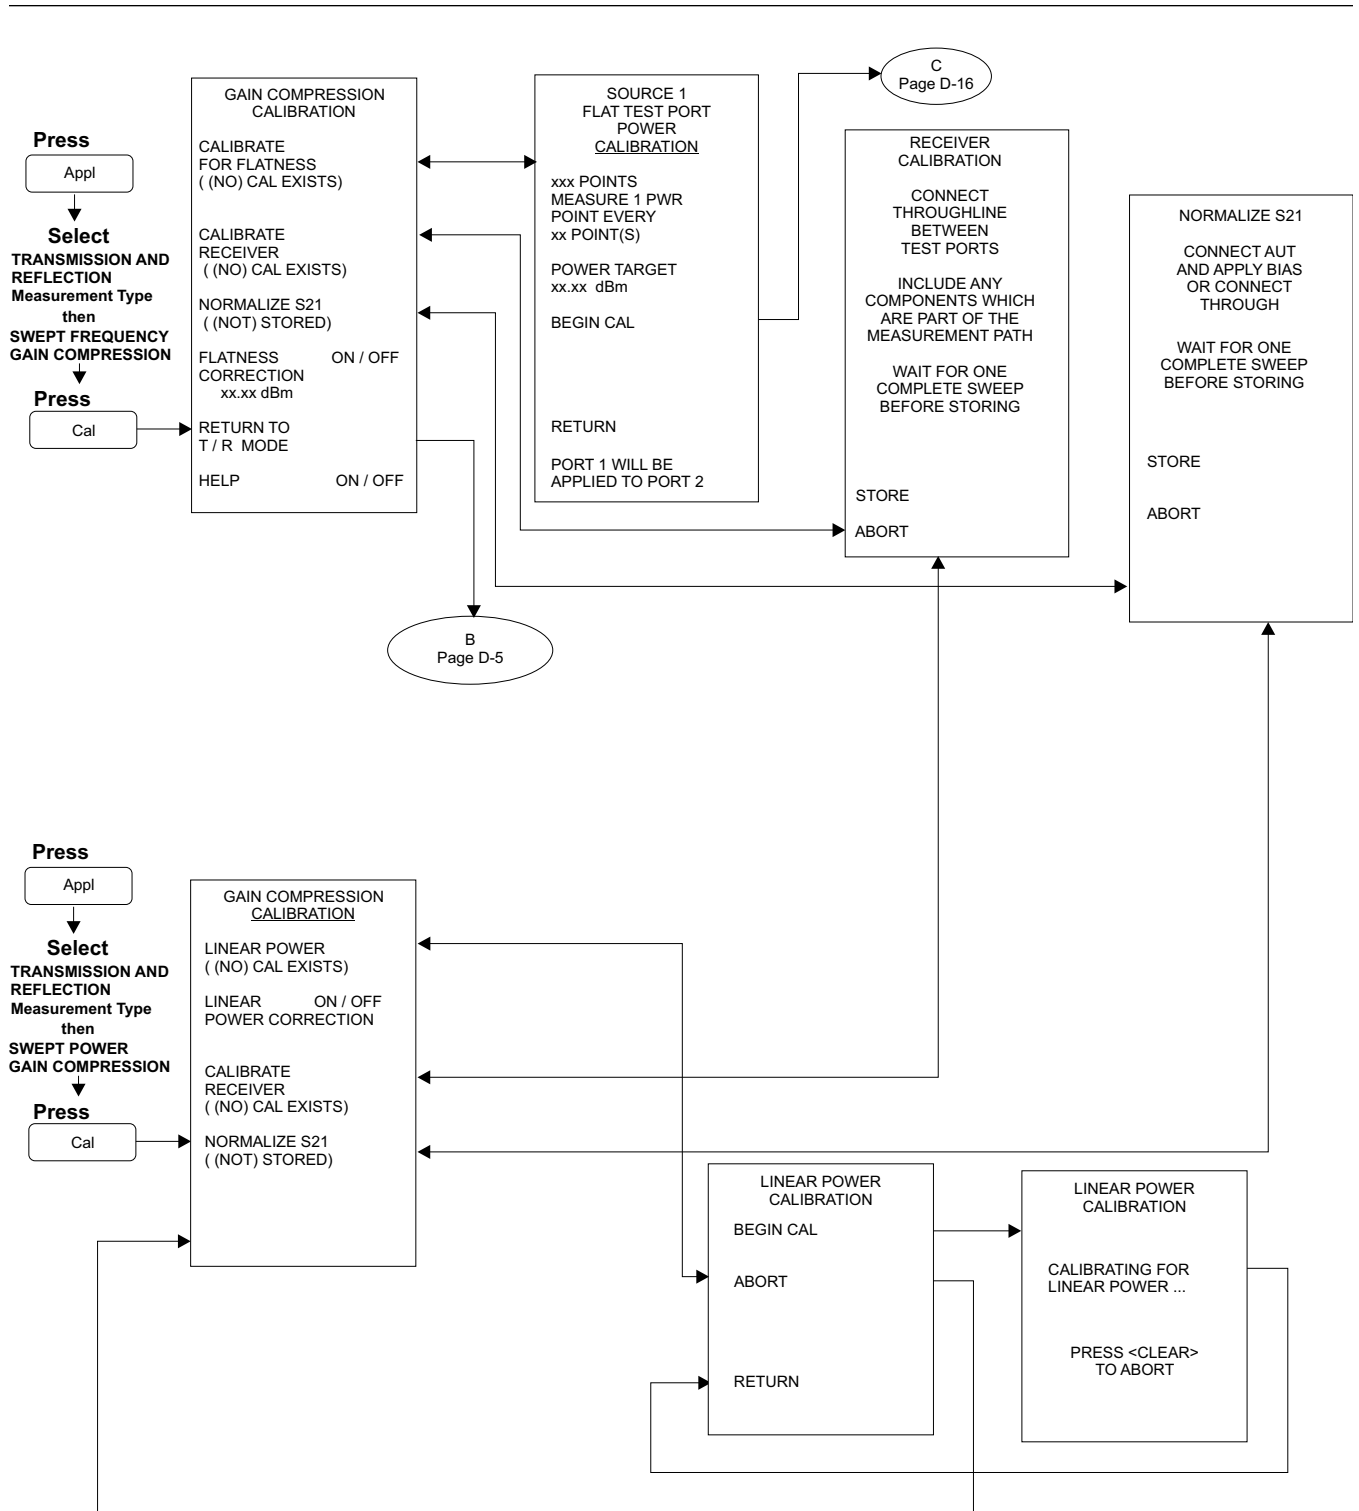 Press
Appl
Select
TRANSMISSION AND
REFLECTION
Measurement Type
then
SWEPT FREQUENCY
GAIN COMPRESSION
Press
Cal
GAIN COMPRESSION
CALIBRATION
CALIBRATE
FOR FLATNESS
( (NO) CAL EXISTS)
CALIBRATE
RECEIVER
( (NO) CAL EXISTS)
NORMALIZE S21
( (NOT) STORED)
FLATNESS ON / OFF
CORRECTION
xx.xx dBm
RETURN TO
T / R MODE
HELP ON / OFF
SOURCE 1
FLAT TEST PORT
POWER
CALIBRATION
xxx POINTS
MEASURE 1 PWR
POINT EVERY
xx POINT(S)
POWER TARGET
xx.xx dBm
BEGIN CAL
RETURN
PORT 1 WILL BE
APPLIED TO PORT 2
C
Page D-16
RECEIVER
CALIBRATION
CONNECT
THROUGHLINE
BETWEEN
TEST PORTS
INCLUDE ANY
COMPONENTS WHICH
ARE PART OF THE
MEASUREMENT PATH
WAIT FOR ONE
COMPLETE SWEEP
BEFORE STORING
STORE
ABORT
NORMALIZE S21
CONNECT AUT
AND APPLY BIAS
OR CONNECT
THROUGH
WAIT FOR ONE
COMPLETE SWEEP
BEFORE STORING
STORE
ABORT
B
Page D-5
Press
Appl
Select
TRANSMISSION AND
REFLECTION
Measurement Type
then
SWEPT POWER
GAIN COMPRESSION
Press
Cal
GAIN COMPRESSION
CALIBRATION
LINEAR POWER
( (NO) CAL EXISTS)
LINEAR ON / OFF
POWER CORRECTION
CALIBRATE
RECEIVER
( (NO) CAL EXISTS)
NORMALIZE S21
( (NOT) STORED)
LINEAR POWER
CALIBRATION
BEGIN CAL
ABORT
RETURN
LINEAR POWER
CALIBRATION
CALIBRATING FOR
LINEAR POWER ...
PRESS <CLEAR>
TO ABORT